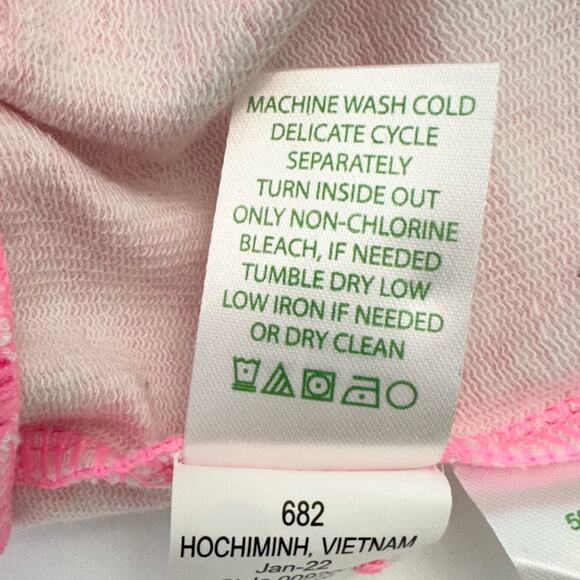 MACHINE WASH COLD
DELICATE CYCLE
SEPARATELY
TURN INSIDE OUT
ONLY NON-CHLORINE
BLEACH, IF NEEDED
TUMBLE DRY LOW
LOW IRON IF NEEDED
OR DRY CLEAN
682
HOCHIMINH, VIETNAM
Jan-22